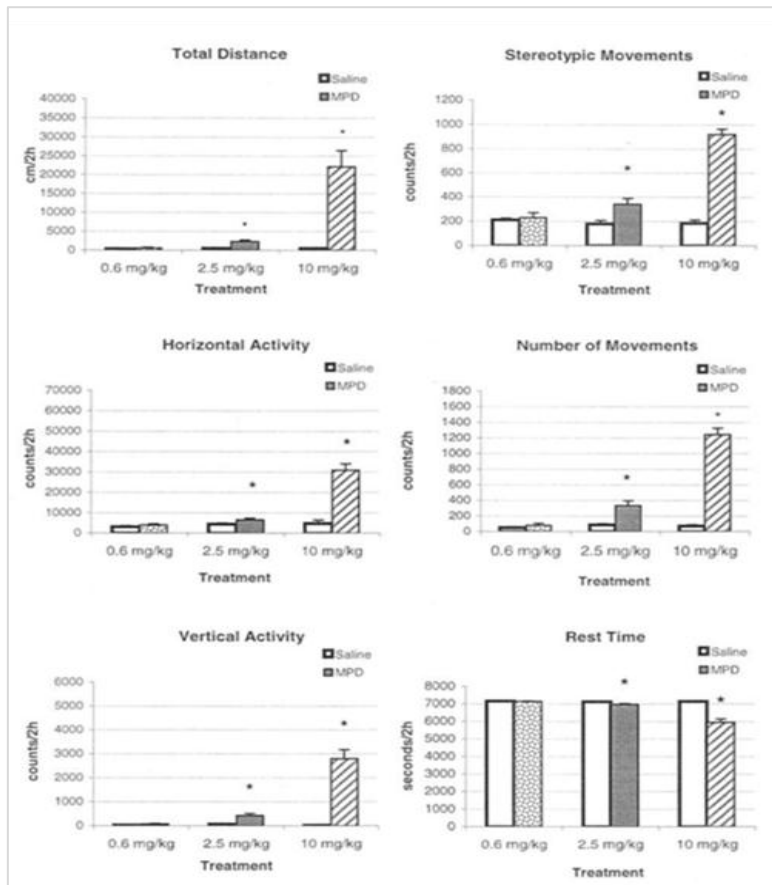 Total Distance
Saline
MPD
40000
35000
30000
25000
20000
15000
10000
5000
0
cm/2h
*
*
0.6 mg/kg 2.5 mg/kg 10 mg/kg
Treatment
Stereotypic Movements
Saline
MPD
1200
1000
800
600
400
200
0
counts/2h
*
*
0.6 mg/kg 2.5 mg/kg 10 mg/kg
Treatment
Horizontal Activity
Saline
MPD
70000
60000
50000
40000
30000
20000
10000
0
counts/2h
*
*
0.6 mg/kg 2.5 mg/kg 10 mg/kg
Treatment
Number of Movements
Saline
MPD
1800
1600
1400
1200
1000
800
600
400
200
0
counts/2h
*
*
0.6 mg/kg 2.5 mg/kg 10 mg/kg
Treatment
Vertical Activity
Saline
MPD
6000
5000
4000
3000
2000
1000
0
counts/2h
*
*
0.6 mg/kg 2.5 mg/kg 10 mg/kg
Treatment
Rest Time
Saline
MPD
8000
7000
6000
5000
4000
3000
2000
1000
0
seconds/2h
*
*
0.6 mg/kg 2.5 mg/kg 10 mg/kg
Treatment